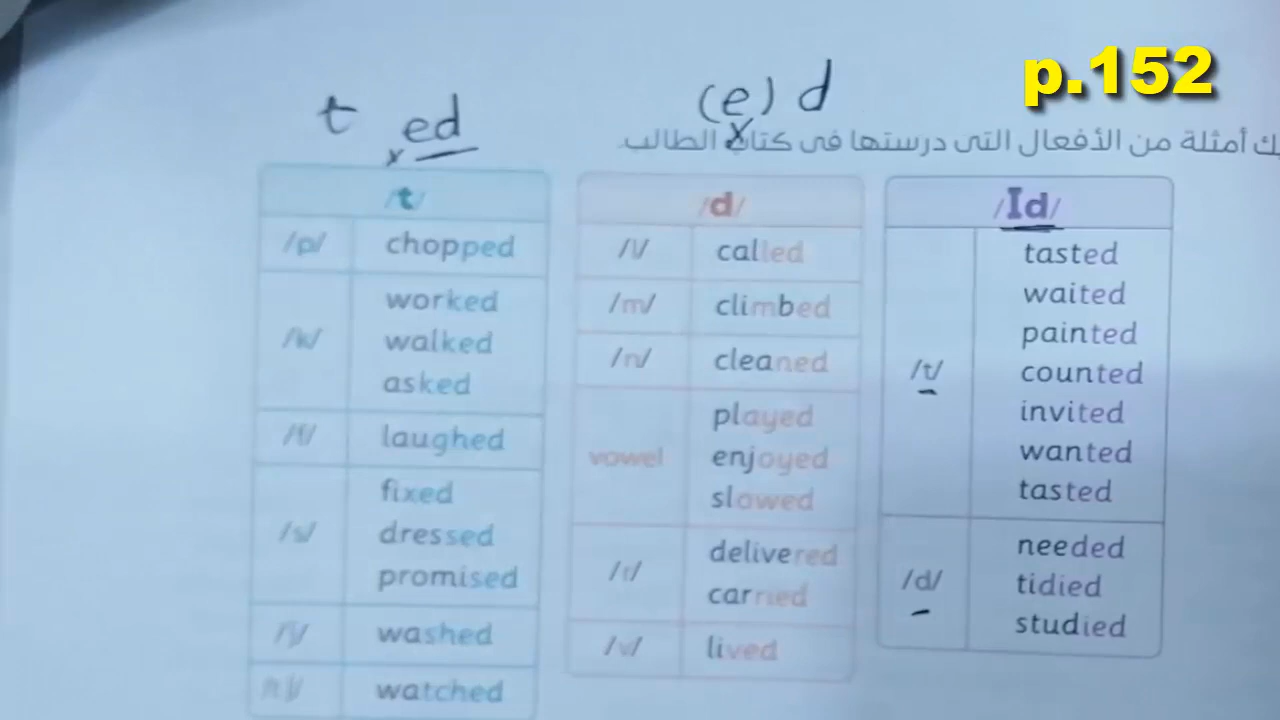 p.152
t ed (e) d
x x
ك أمثلة من الأفعال التى درستها فى كتاب الطالب
/t/
/p/ chopped
/k/ worked
walked
asked
/f/ laughed
/s/ fixed
dressed
promised
/ʃ/ washed
watched
/d/
/l/ called
/m/ climbed
/n/ cleaned
vowel played
enjoyed
slowed
/r/ delivered
carried
/v/ lived
/Id/
/t/ tasted
waited
painted
counted
invited
wanted
tasted
/d/ needed
tidied
studied